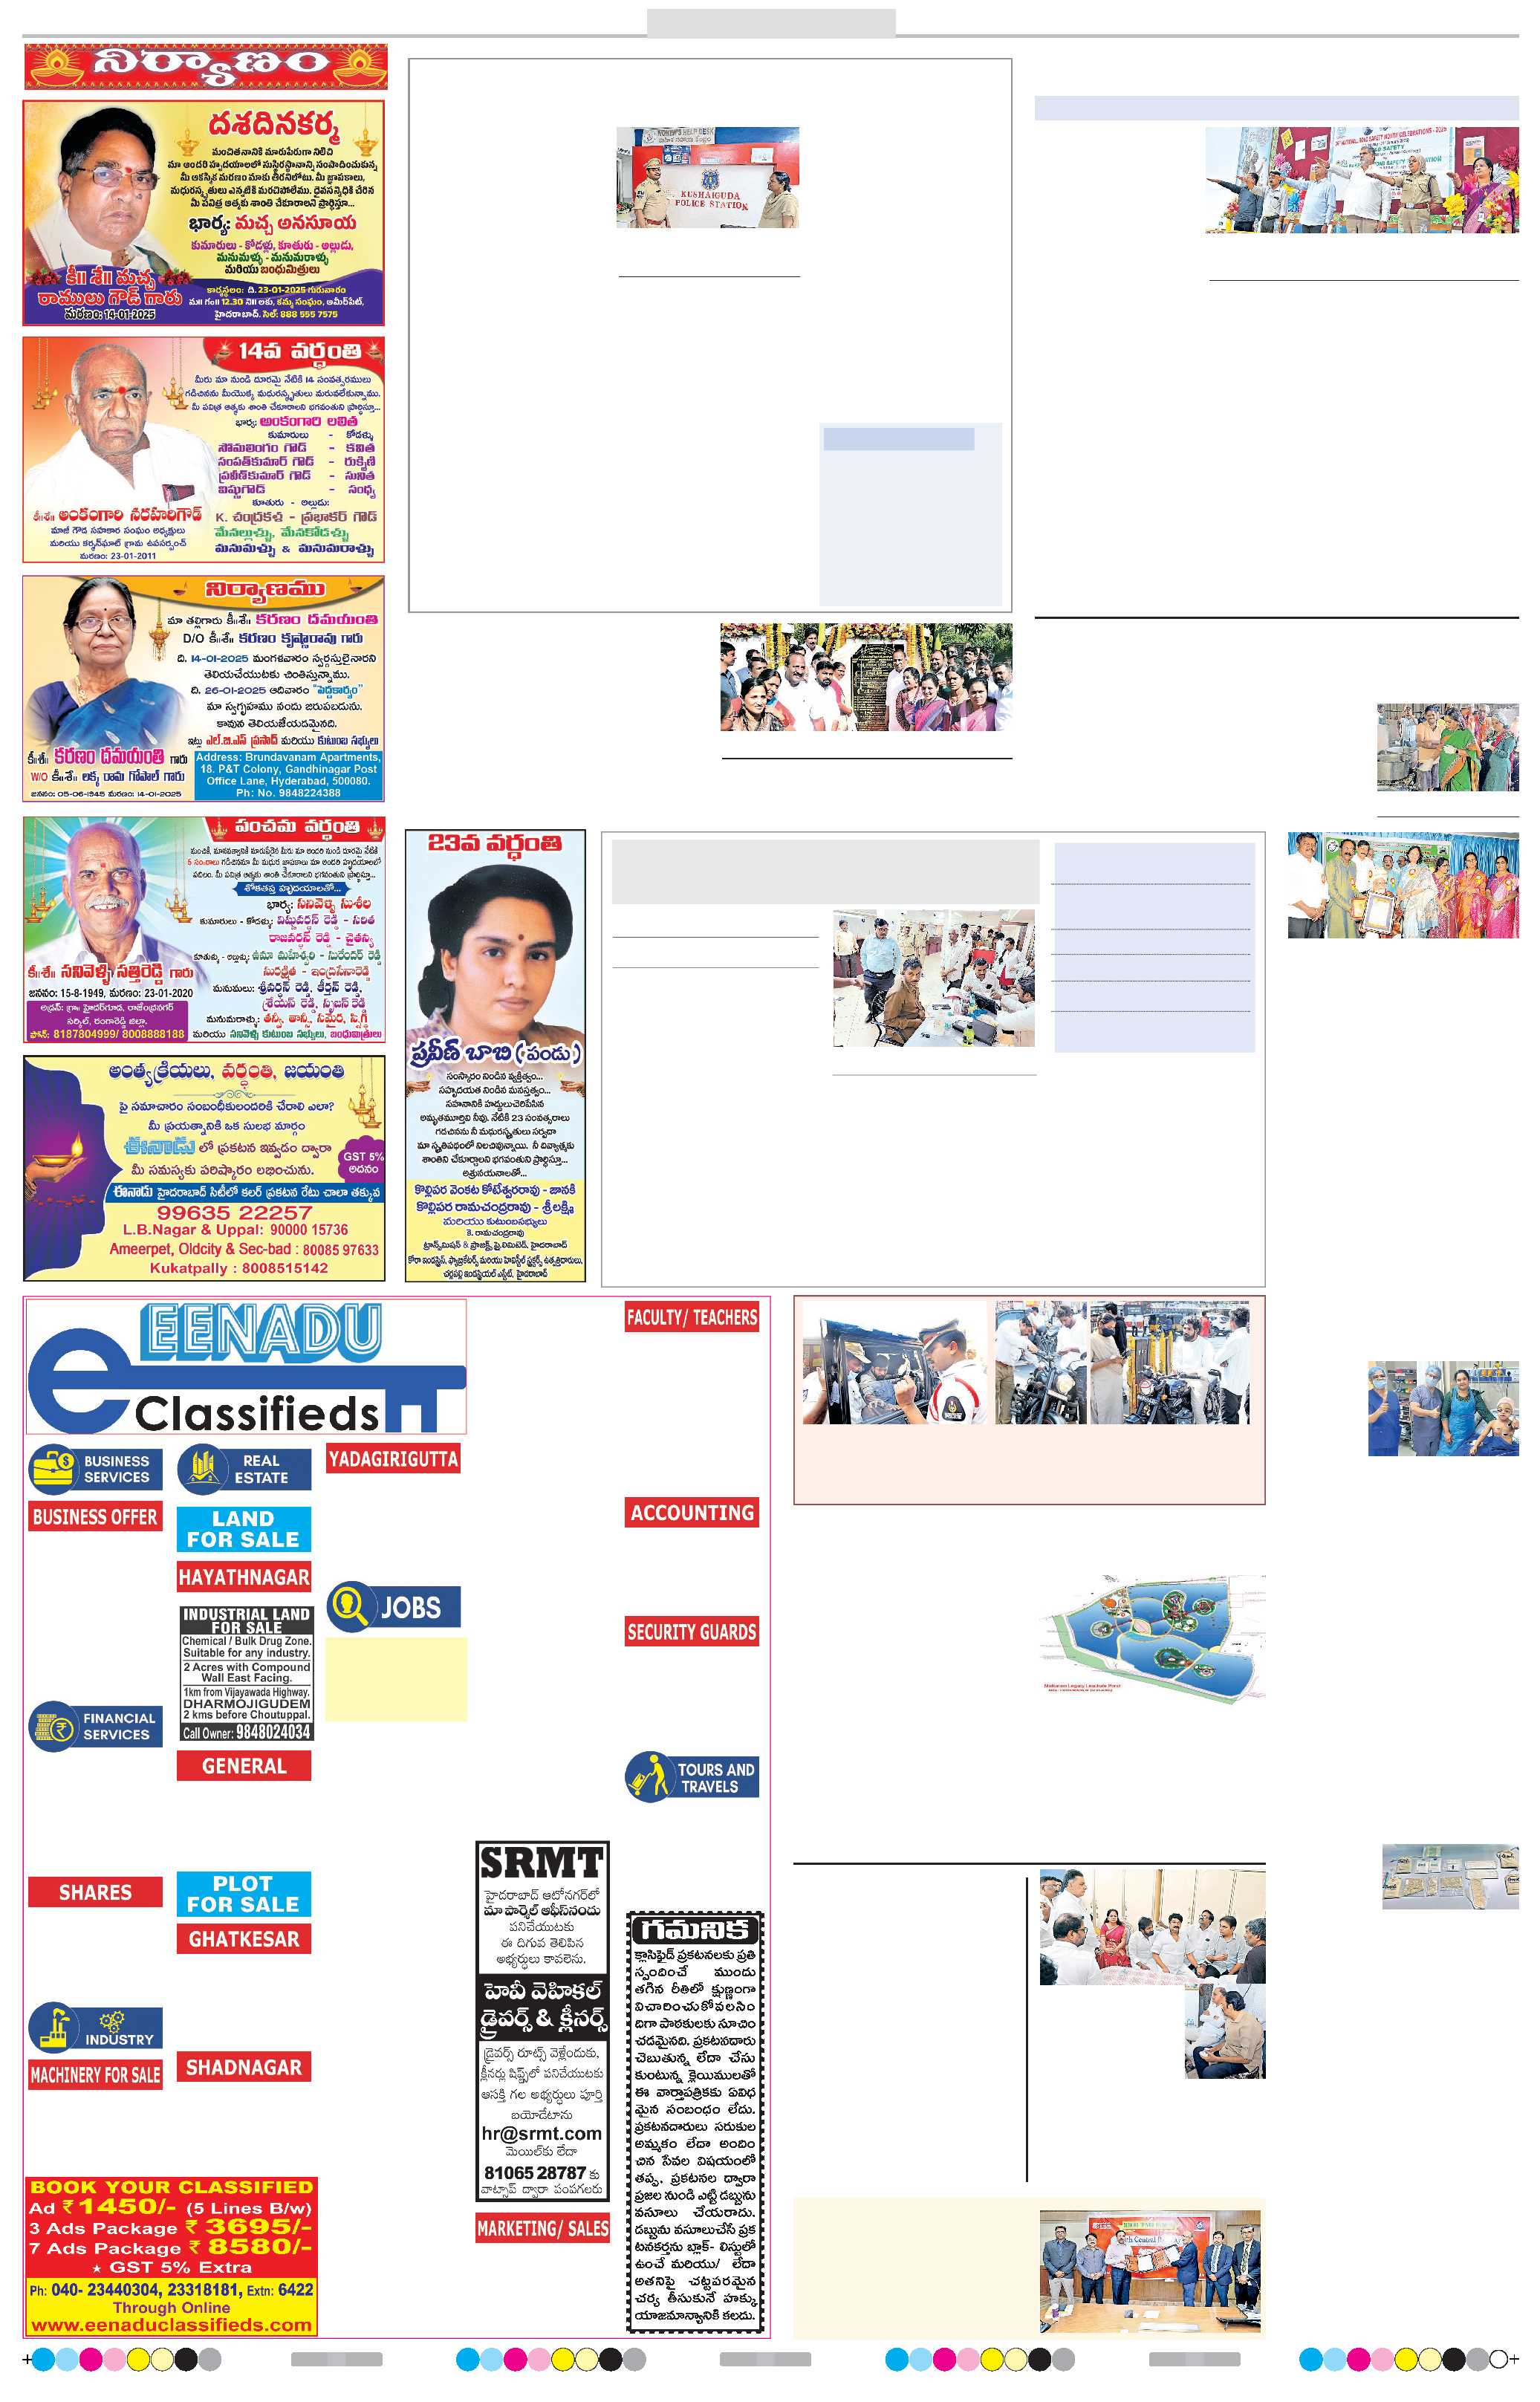 నిర్యాణం
దశదినకర్మ
మంచితనానికి మారుపేరుగా నిలిచి
మా అందరి హృదయాలలో సుస్థిరస్థానాన్ని సంపాదించుకున్న
మీ ఆకస్మిక మరణం మాకు తీరనిలోటు. మీ జ్ఞాపకాలు,
మధురస్మృతులు ఎన్నటికి మరచిపోలేము. దైవసన్నిధికి చేరిన
మీ పవిత్ర ఆత్మకు శాంతి చేకూరాలని ప్రార్థిస్తూ...
భార్య: మచ్చ అనసూయ
కుమారులు - కోడళ్లు, కూతురు - అల్లుడు,
మనుమళ్ళు - మనుమరాళ్ళు
మరియు బంధుమిత్రులు
కీ॥ శే॥ మచ్చ
రాములు గౌడ్ గారు
మరణం: 14-01-2025
కార్యస్థలం: ది. 23-01-2025 గురువారం
మ॥ గం॥ 12.30 ని॥ లకు, కమ్మ సంఘం, అమీర్‌పేట్,
హైదరాబాద్. సెల్: 888 555 7575
14వ వర్ధంతి
మీరు మా నుండి దూరమై నేటికి 14 సంవత్సరములు
గడిచినను మీయొక్క మధురస్మృతులు మరువలేకున్నాము.
మీ పవిత్ర ఆత్మకు శాంతి చేకూరాలని భగవంతుని ప్రార్థిస్తూ...
భార్య: అంకంగారి లలిత
కుమారులు - కోడళ్ళు
సోమలింగం గౌడ్ - కవిత
సంపత్‌కుమార్ గౌడ్ - రుక్మిణి
ప్రవీణ్‌కుమార్ గౌడ్ - సునీత
విష్ణుగౌడ్ - సంధ్య
కూతురు - అల్లుడు:
K. చంద్రకళ - ప్రభాకర్ గౌడ్
మేనల్లుళ్ళు, మేనకోడళ్ళు
మనుమళ్ళు & మనుమరాళ్ళు
కీ॥శే॥ అంకంగారి నరహరిగౌడ్
మాజీ గౌడ సహకార సంఘం అధ్యక్షులు
మరియు కర్మన్‌ఘాట్ గ్రామ ఉపసర్పంచ్
మరణం: 23-01-2011
నిర్యాణము
మా తల్లిగారు కీ॥శే॥ కరణం దమయంతి
D/O కీ॥శే॥ కరణం కృష్ణారావు గారు
ది. 14-01-2025 మంగళవారం స్వర్గస్తులైనారని
తెలియచేయుటకు చింతిస్తున్నాము.
ది. 26-01-2025 ఆదివారం "పెద్దకార్యం"
మా స్వగృహము నందు జరుపబడును.
కావున తెలియజేయడమైనది.
ఇట్లు ఎల్.బి.ఎస్ ప్రసాద్ మరియు కుటుంబ సభ్యులు
కీ॥శే॥ కరణం దమయంతి గారు
W/O కీ॥శే॥ లక్ష్మ రామ గోపాల్ గారు
జననం: 05-06-1945 మరణం: 14-01-2025
Address: Brundavanam Apartments,
18. P&T Colony, Gandhinagar Post
Office Lane, Hyderabad, 500080.
Ph: No. 9848224388
పంచమ వర్ధంతి
మంచికి, మానవత్వానికి మారుపేరైన మీరు మా అందరి నుండి దూరమై నేటికి
5 సం॥రాలు గడిచినను మీ మధుర జ్ఞాపకాలు మా అందరి హృదయాలలో
పదిలం. మీ పవిత్ర ఆత్మకు శాంతి చేకూరాలని భగవంతుని ప్రార్థిస్తూ...
శోకతప్త హృదయాలతో...
భార్య: సనివెళ్ళ సుశీల
కుమారులు - కోడళ్ళు: విష్ణువర్ధన్ రెడ్డి - సరిత
రాజవర్ధన్ రెడ్డి - చైతన్య
కూతుళ్ళు - అల్లుళ్ళు: ఉమా మహేశ్వరి - సురేందర్ రెడ్డి
సురక్షిత - ఇంద్రసేనారెడ్డి
మనుమలు: శ్రీవర్ధన్ రెడ్డి, తీర్థన్ రెడ్డి,
శ్రేయస్ రెడ్డి, సృజన్ రెడ్డి
మనుమరాళ్ళు: తన్వి, తాన్సి, సమైర, స్నిగ్ధ
మరియు సనివెళ్ళ కుటుంబ సభ్యులు, బంధుమిత్రులు
కీ॥శే॥ సనివెళ్ళ సత్తిరెడ్డి గారు
జననం: 15-8-1949, మరణం: 23-01-2020
అడ్రస్: గ్రా॥ హైదర్‌గూడ, రాజేంద్రనగర్
సర్కిల్, రంగారెడ్డి జిల్లా.
ఫోన్: 8187804999/ 8008888188
అంత్యక్రియలు, వర్ధంతి, జయంతి
పై సమాచారం సంబంధీకులందరికి చేరాలి ఎలా?
మీ ప్రయత్నానికి ఒక సులభ మార్గం
ఈనాడు లో ప్రకటన ఇవ్వడం ద్వారా
మీ సమస్యకు పరిష్కారం లభించును.
GST 5%
అదనం
ఈనాడు హైదరాబాద్ సిటీలో కలర్ ప్రకటన రేటు చాలా తక్కువ
99635 22257
L.B.Nagar & Uppal: 90000 15736
Ameerpet, Oldcity & Sec-bad : 80085 97633
Kukatpally : 8008515142
23వ వర్ధంతి
ప్రవీణ్ బాబి (పండు)
సంస్కారం నిండిన వ్యక్తిత్వం...
సహృదయత నిండిన మనస్తత్వం...
సహనానికి హద్దులుచెరిపేసిన
అమృతమూర్తివి నీవు. నేటికి 23 సంవత్సరాలు
గడచినను నీ మధురస్మృతులు సర్వదా
మా స్మృతిపథంలో నిలచివున్నాయి. నీ దివ్యాత్మకు
శాంతిని చేకూర్చాలని భగవంతుని ప్రార్థిస్తూ...
అశ్రునయనాలతో...
కొల్లిపర వెంకట కోటేశ్వరరావు - జానకి
కొల్లిపర రామచంద్రరావు - శ్రీలక్ష్మి
మరియు కుటుంబసభ్యులు
కె. రామచంద్రరావు
ట్రాన్స్‌మిషన్ & ప్రాజెక్ట్స్ ప్రై.లిమిటెడ్, హైదరాబాద్
చర్లపల్లి ఇండస్ట్రియల్ ఎస్టేట్, హైదరాబాద్
WOMEN'S HELP DESK
KUSHAIGUDA
POLICE STATION
EENADU
eClassifieds
BUSINESS
SERVICES
BUSINESS OFFER
FINANCIAL
SERVICES
SHARES
INDUSTRY
MACHINERY FOR SALE
REAL
ESTATE
LAND
FOR SALE
HAYATHNAGAR
INDUSTRIAL LAND
FOR SALE
Chemical / Bulk Drug Zone.
Suitable for any industry.
2 Acres with Compound
Wall East Facing.
1km from Vijayawada Highway.
DHARMOJIGUDEM
2 kms before Choutuppal.
Call Owner: 9848024034
GENERAL
PLOT
FOR SALE
GHATKESAR
SHADNAGAR
YADAGIRIGUTTA
JOBS
SRMT
హైదరాబాద్ ఆటోనగర్‌లో
మా పార్శెల్ ఆఫీస్‌నందు
పనిచేయుటకు
ఈ దిగువ తెలిపిన
అభ్యర్థులు కావలెను.
హెవీ వెహికల్
డ్రైవర్స్ & క్లీనర్స్
డ్రైవర్స్ రూట్స్ వెళ్లేందుకు,
క్లీనర్లు షిఫ్ట్స్‌లో పనిచేయుటకు
ఆసక్తి గల అభ్యర్థులు పూర్తి
బయోడేటాను
hr@srmt.com
మెయిల్‌కు లేదా
81065 28787 కు
వాట్సాప్ ద్వారా పంపగలరు
MARKETING/ SALES
FACULTY/ TEACHERS
ACCOUNTING
SECURITY GUARDS
TOURS AND
TRAVELS
గమనిక
క్లాసిఫైడ్ ప్రకటనలకు ప్రతి
స్పందించే ముందు
తగిన రీతిలో క్షుణ్ణంగా
విచారించుకోవలసిం
దిగా పాఠకులకు సూచిం
చడమైనది. ప్రకటనదారు
చెబుతున్న లేదా చేసు
కుంటున్న క్లెయిములతో
ఈ వార్తాపత్రికకు ఏవిధ
మైన సంబంధం లేదు.
ప్రకటనదారులు సరుకుల
అమ్మకం లేదా అందిం
చిన సేవల విషయంలో
తప్ప, ప్రకటనల ద్వారా
ప్రజల నుండి ఎట్టి డబ్బును
వసూలు చేయరాదు.
డబ్బును వసూలుచేసే ప్రక
టనకర్తను బ్లాక్- లిస్టులో
ఉంచే మరియు/ లేదా
అతనిపై చట్టపరమైన
చర్య తీసుకునే హక్కు
యాజమాన్యానికి కలదు.
BOOK YOUR CLASSIFIED
Ad ₹ 1450/- (5 Lines B/w)
3 Ads Package ₹ 3695/-
7 Ads Package ₹ 8580/-
★ GST 5% Extra
Ph: 040- 23440304, 23318181, Extn: 6422
Through Online
www.eenaduclassifieds.com
Malkaram Legacy Leachate Pond